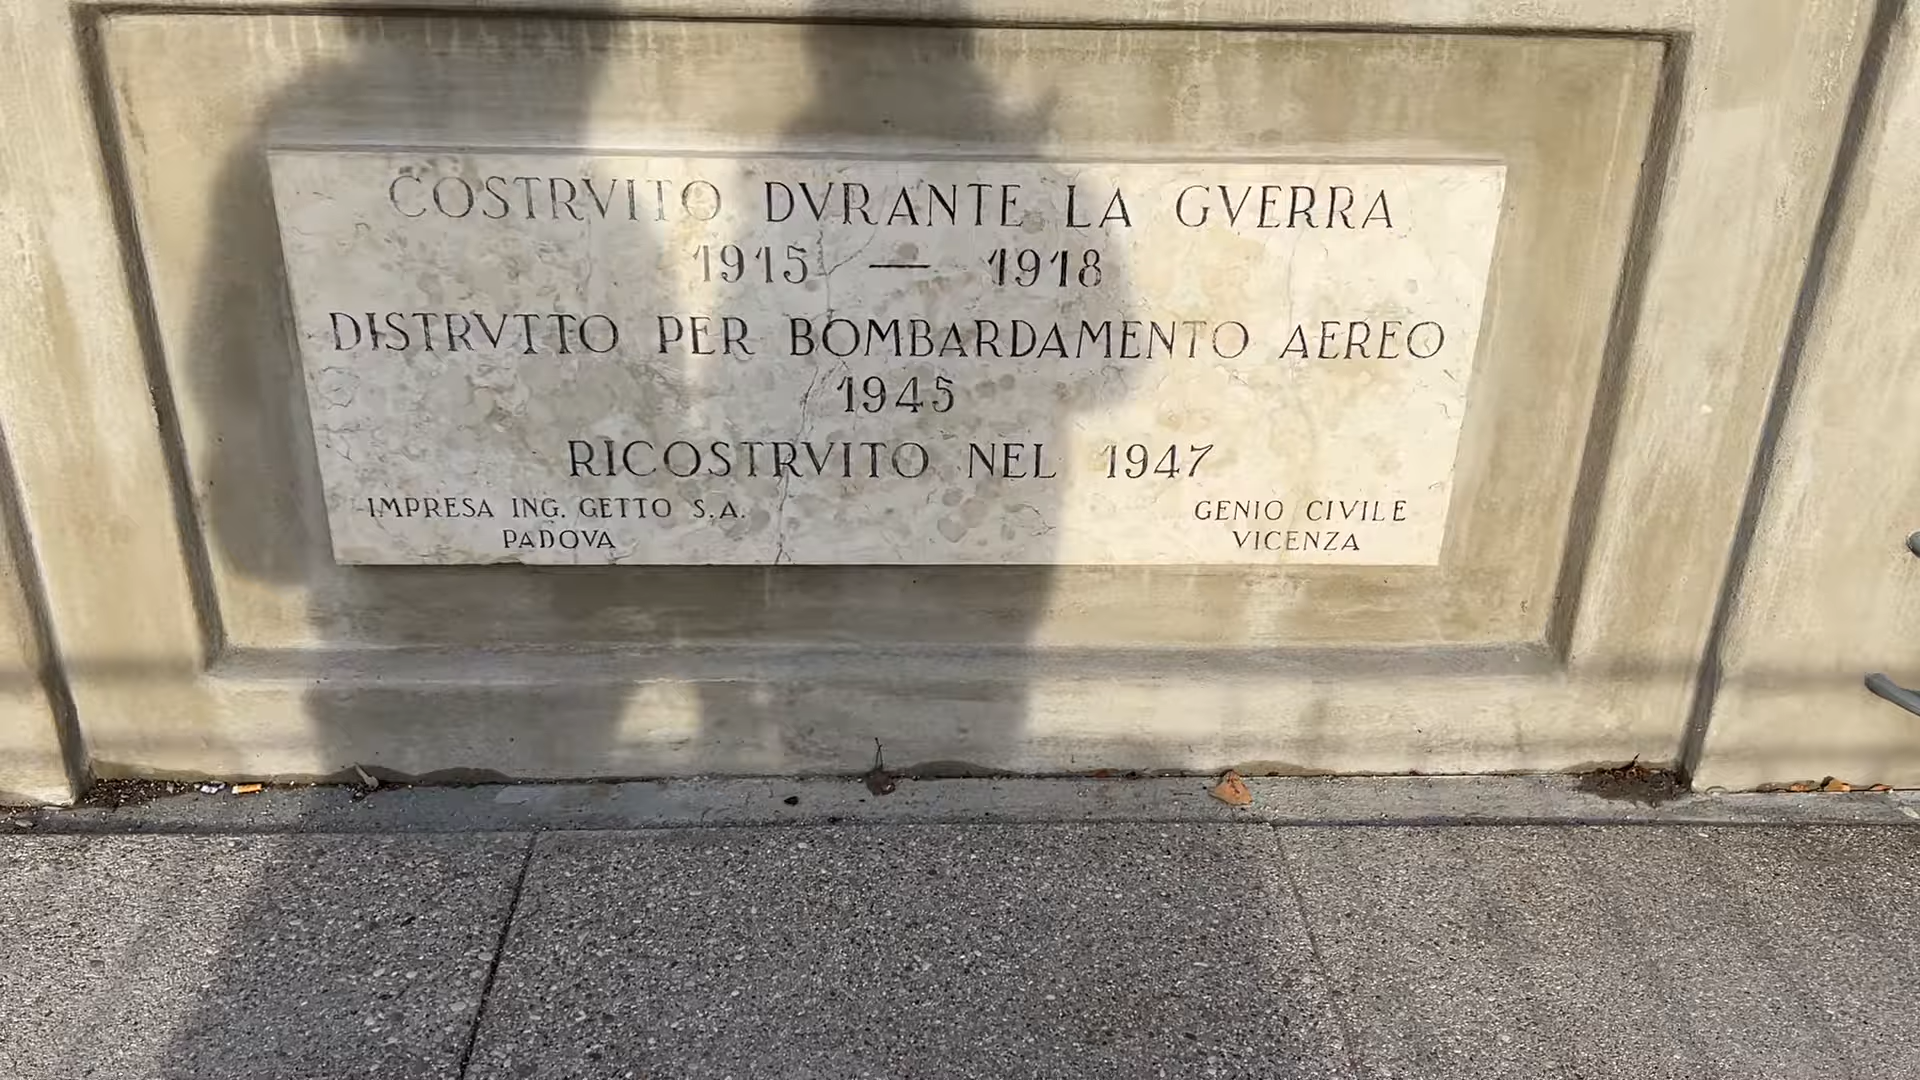 COSTRVITO DVRANTE LA GVERRA
1915 — 1918
DISTRVTTO PER BOMBARDAMENTO AEREO
1945
RICOSTRVITO NEL 1947
IMPRESA ING. GETTO S.A.
PADOVA
GENIO CIVILE
VICENZA